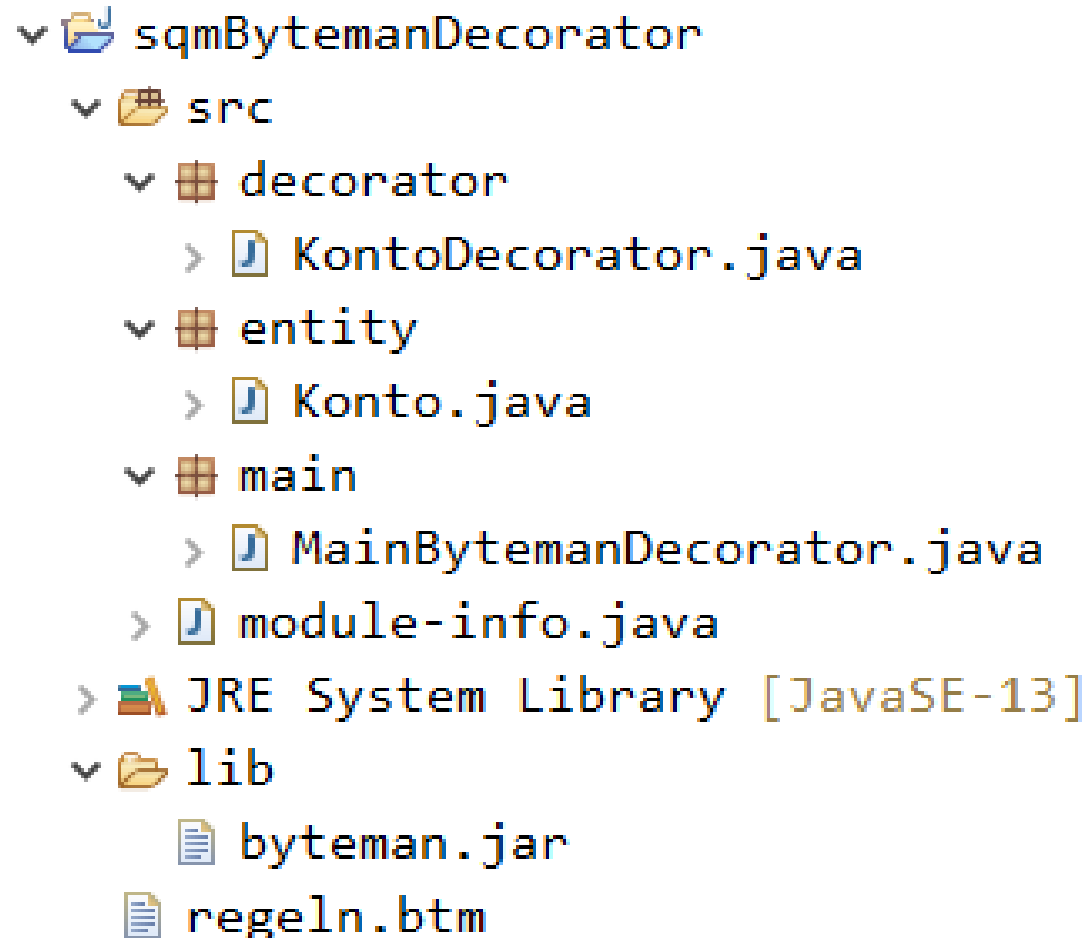 sqmBytemanDecorator
src
decorator
KontoDecorator.java
entity
Konto.java
main
MainBytemanDecorator.java
module-info.java
JRE System Library [JavaSE-13]
lib
byteman.jar
regeln.btm